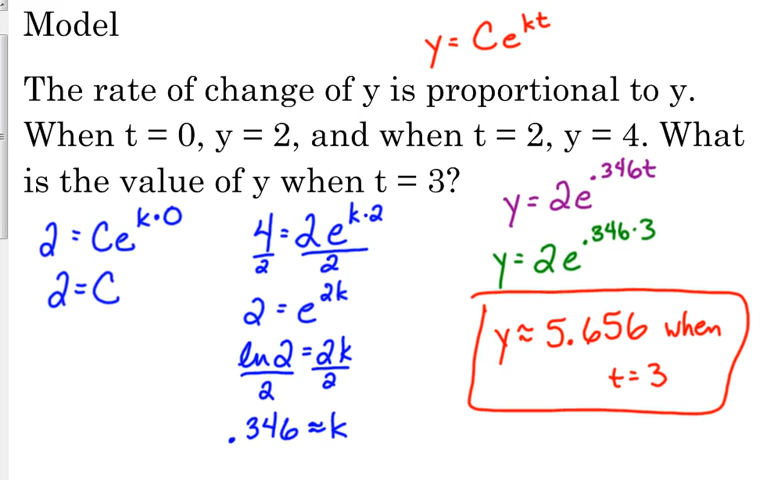 Model
y = Ce^kt
The rate of change of y is proportional to y.
When t = 0, y = 2, and when t = 2, y = 4. What
is the value of y when t = 3?
2 = Ce^k·0
2 = C
4/2 = 2e^k·2/2
2 = e^2k
ln2/2 = 2k/2
.346 ≈ k
y = 2e^.346t
y = 2e^.346·3
y ≈ 5.656 when
t = 3